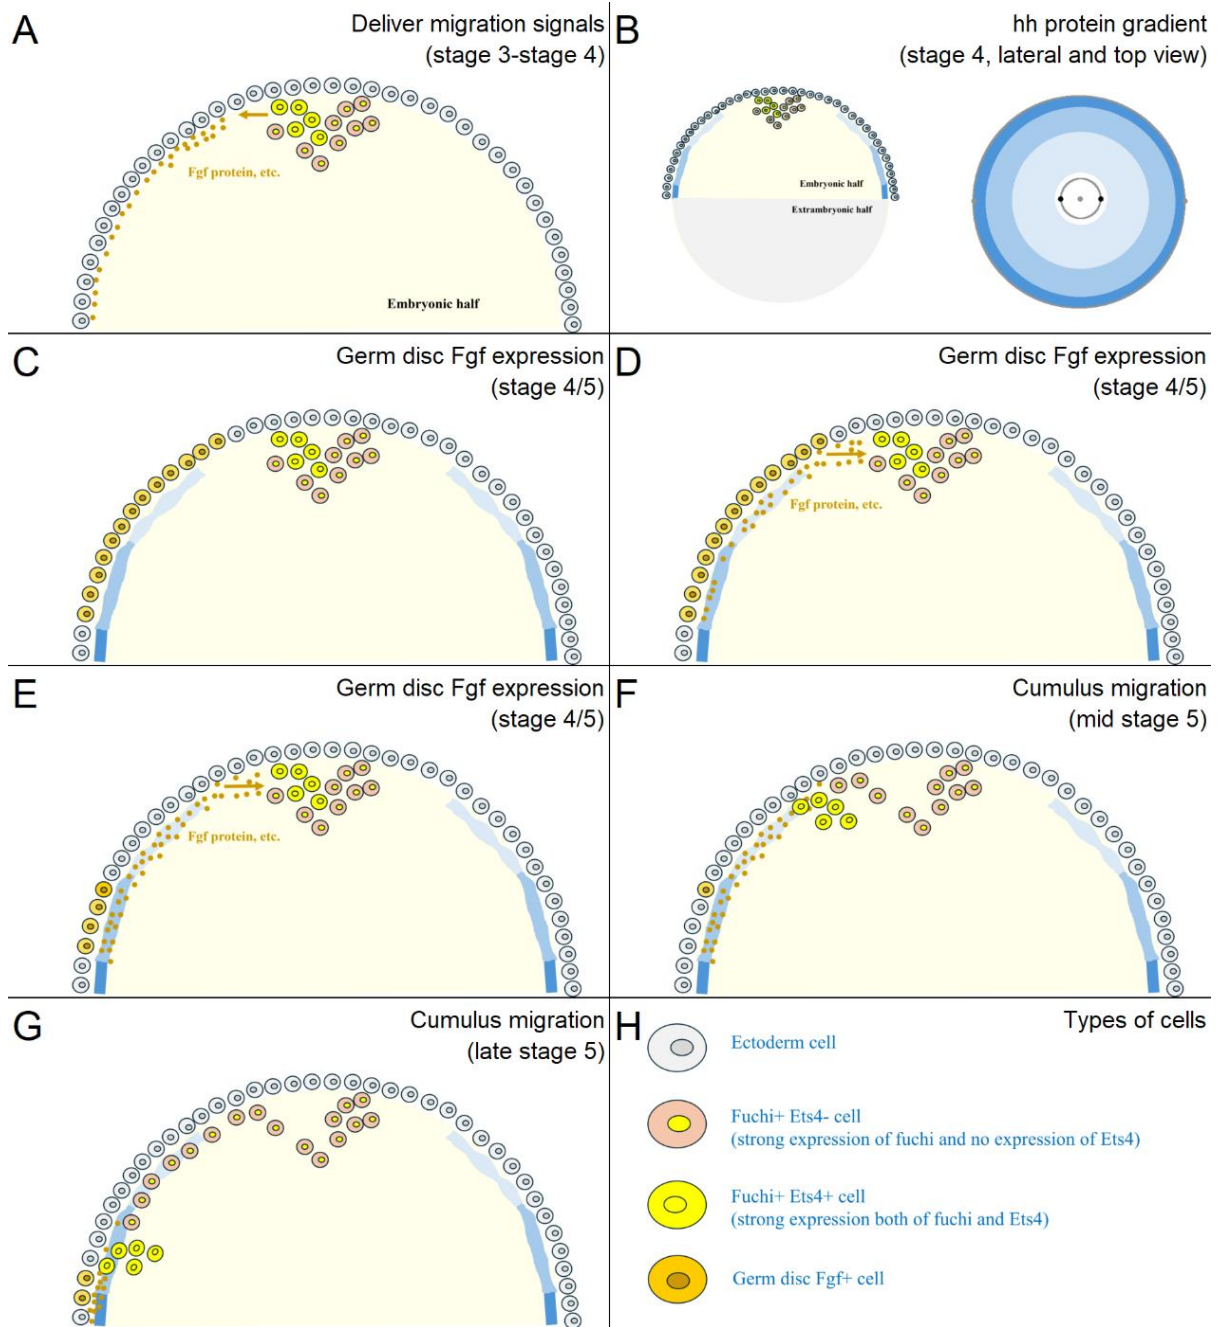 A
Deliver migration signals
(stage 3-stage 4)
Fgf protein, etc.
Embryonic half
B
hh protein gradient
(stage 4, lateral and top view)
Embryonic half
Extrambryonic half
C
Germ disc Fgf expression
(stage 4/5)
D
Germ disc Fgf expression
(stage 4/5)
Fgf protein, etc.
E
Germ disc Fgf expression
(stage 4/5)
Fgf protein, etc.
F
Cumulus migration
(mid stage 5)
G
Cumulus migration
(late stage 5)
H
Types of cells
Ectoderm cell
Fuchi+ Ets4- cell
(strong expression of fuchi and no expression of Ets4)
Fuchi+ Ets4+ cell
(strong expression both of fuchi and Ets4)
Germ disc Fgf+ cell